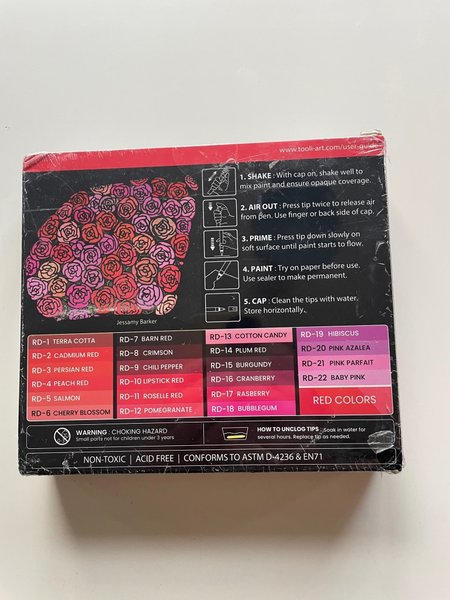 www.tooli-art.com/user-guide
1. SHAKE : With cap on, shake well to
mix paint and ensure opaque coverage.
2. AIR OUT : Press tip twice to release air
from pen. Use finger or back side of cap.
3. PRIME : Press tip down slowly on
soft surface until paint starts to flow.
4. PAINT : Try on paper before use.
Use sealer to make permanent.
5. CAP : Clean the tips with water.
Store horizontally.
Jessamy Barker
RD-1 TERRA COTTA
RD-2 CADMIUM RED
RD-3 PERSIAN RED
RD-4 PEACH RED
RD-5 SALMON
RD-6 CHERRY BLOSSOM
RD-7 BARN RED
RD-8 CRIMSON
RD-9 CHILI PEPPER
RD-10 LIPSTICK RED
RD-11 ROSELLE RED
RD-12 POMEGRANATE
RD-13 COTTON CANDY
RD-14 PLUM RED
RD-15 BURGUNDY
RD-16 CRANBERRY
RD-17 RASBERRY
RD-18 BUBBLEGUM
RD-19 HIBISCUS
RD-20 PINK AZALEA
RD-21 PINK PARFAIT
RD-22 BABY PINK
RED COLORS
WARNING : CHOKING HAZARD
Small parts not for children under 3 years
HOW TO UNCLOG TIPS : Soak in water for
several hours. Replace tip as needed.
NON-TOXIC | ACID FREE | CONFORMS TO ASTM D-4236 & EN71